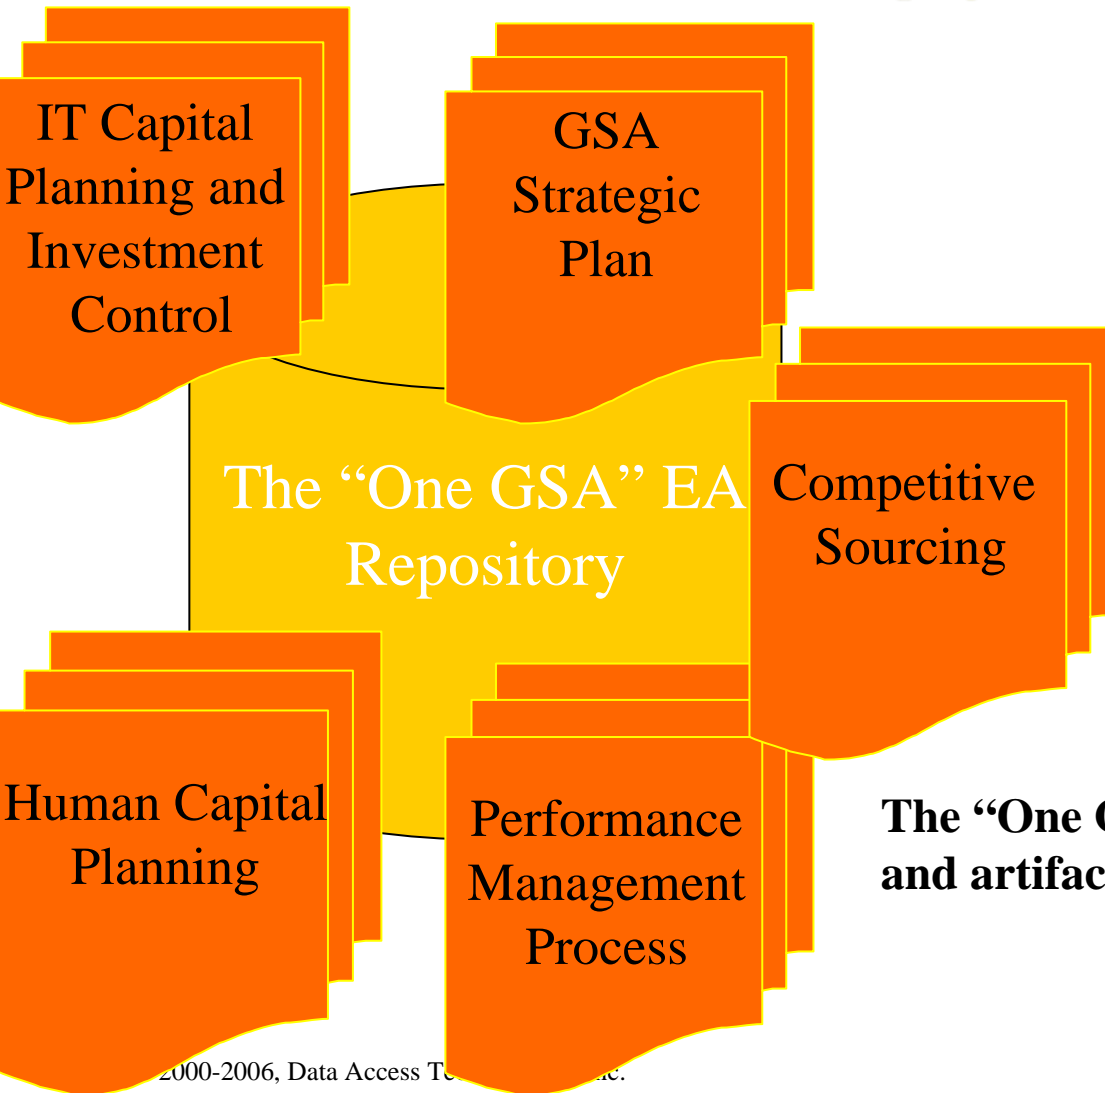 IT Capital
Planning and
Investment
Control
GSA
Strategic
Plan
The “One GSA” EA
Repository
Competitive
Sourcing
Human Capital
Planning
Performance
Management
Process
The “One
and artifac
2000-2006, Data Access